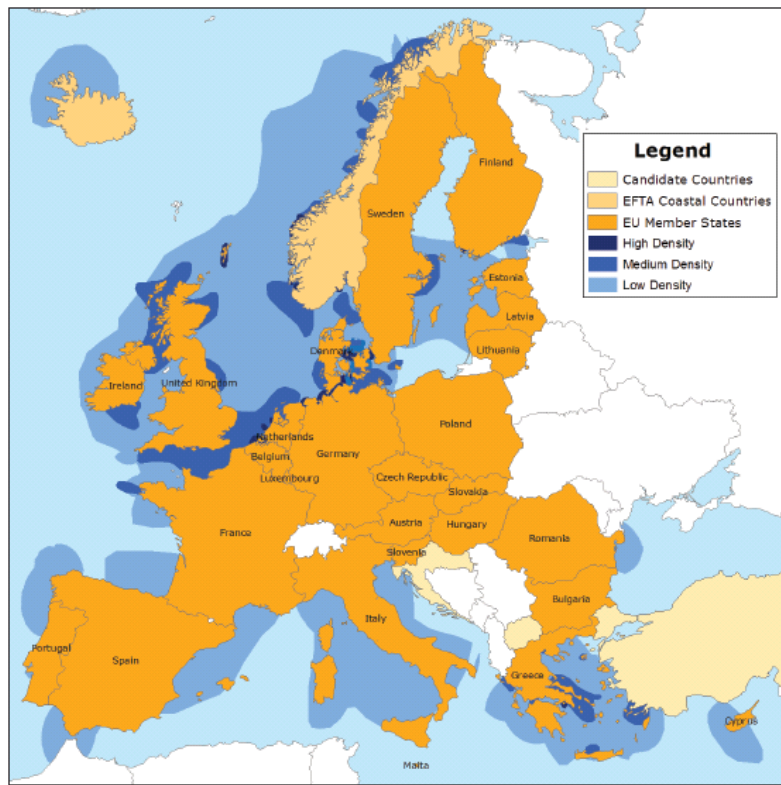 Legend
Candidate Countries
EFTA Coastal Countries
EU Member States
High Density
Medium Density
Low Density
Finland
Sweden
Estonia
Latvia
Lithuania
Ireland
United Kingdom
Netherlands
Belgium
Luxembourg
Germany
Poland
Czech Republic
Slovakia
Austria
Hungary
France
Slovenia
Romania
Bulgaria
Italy
Portugal
Spain
Greece
Cyprus
Malta